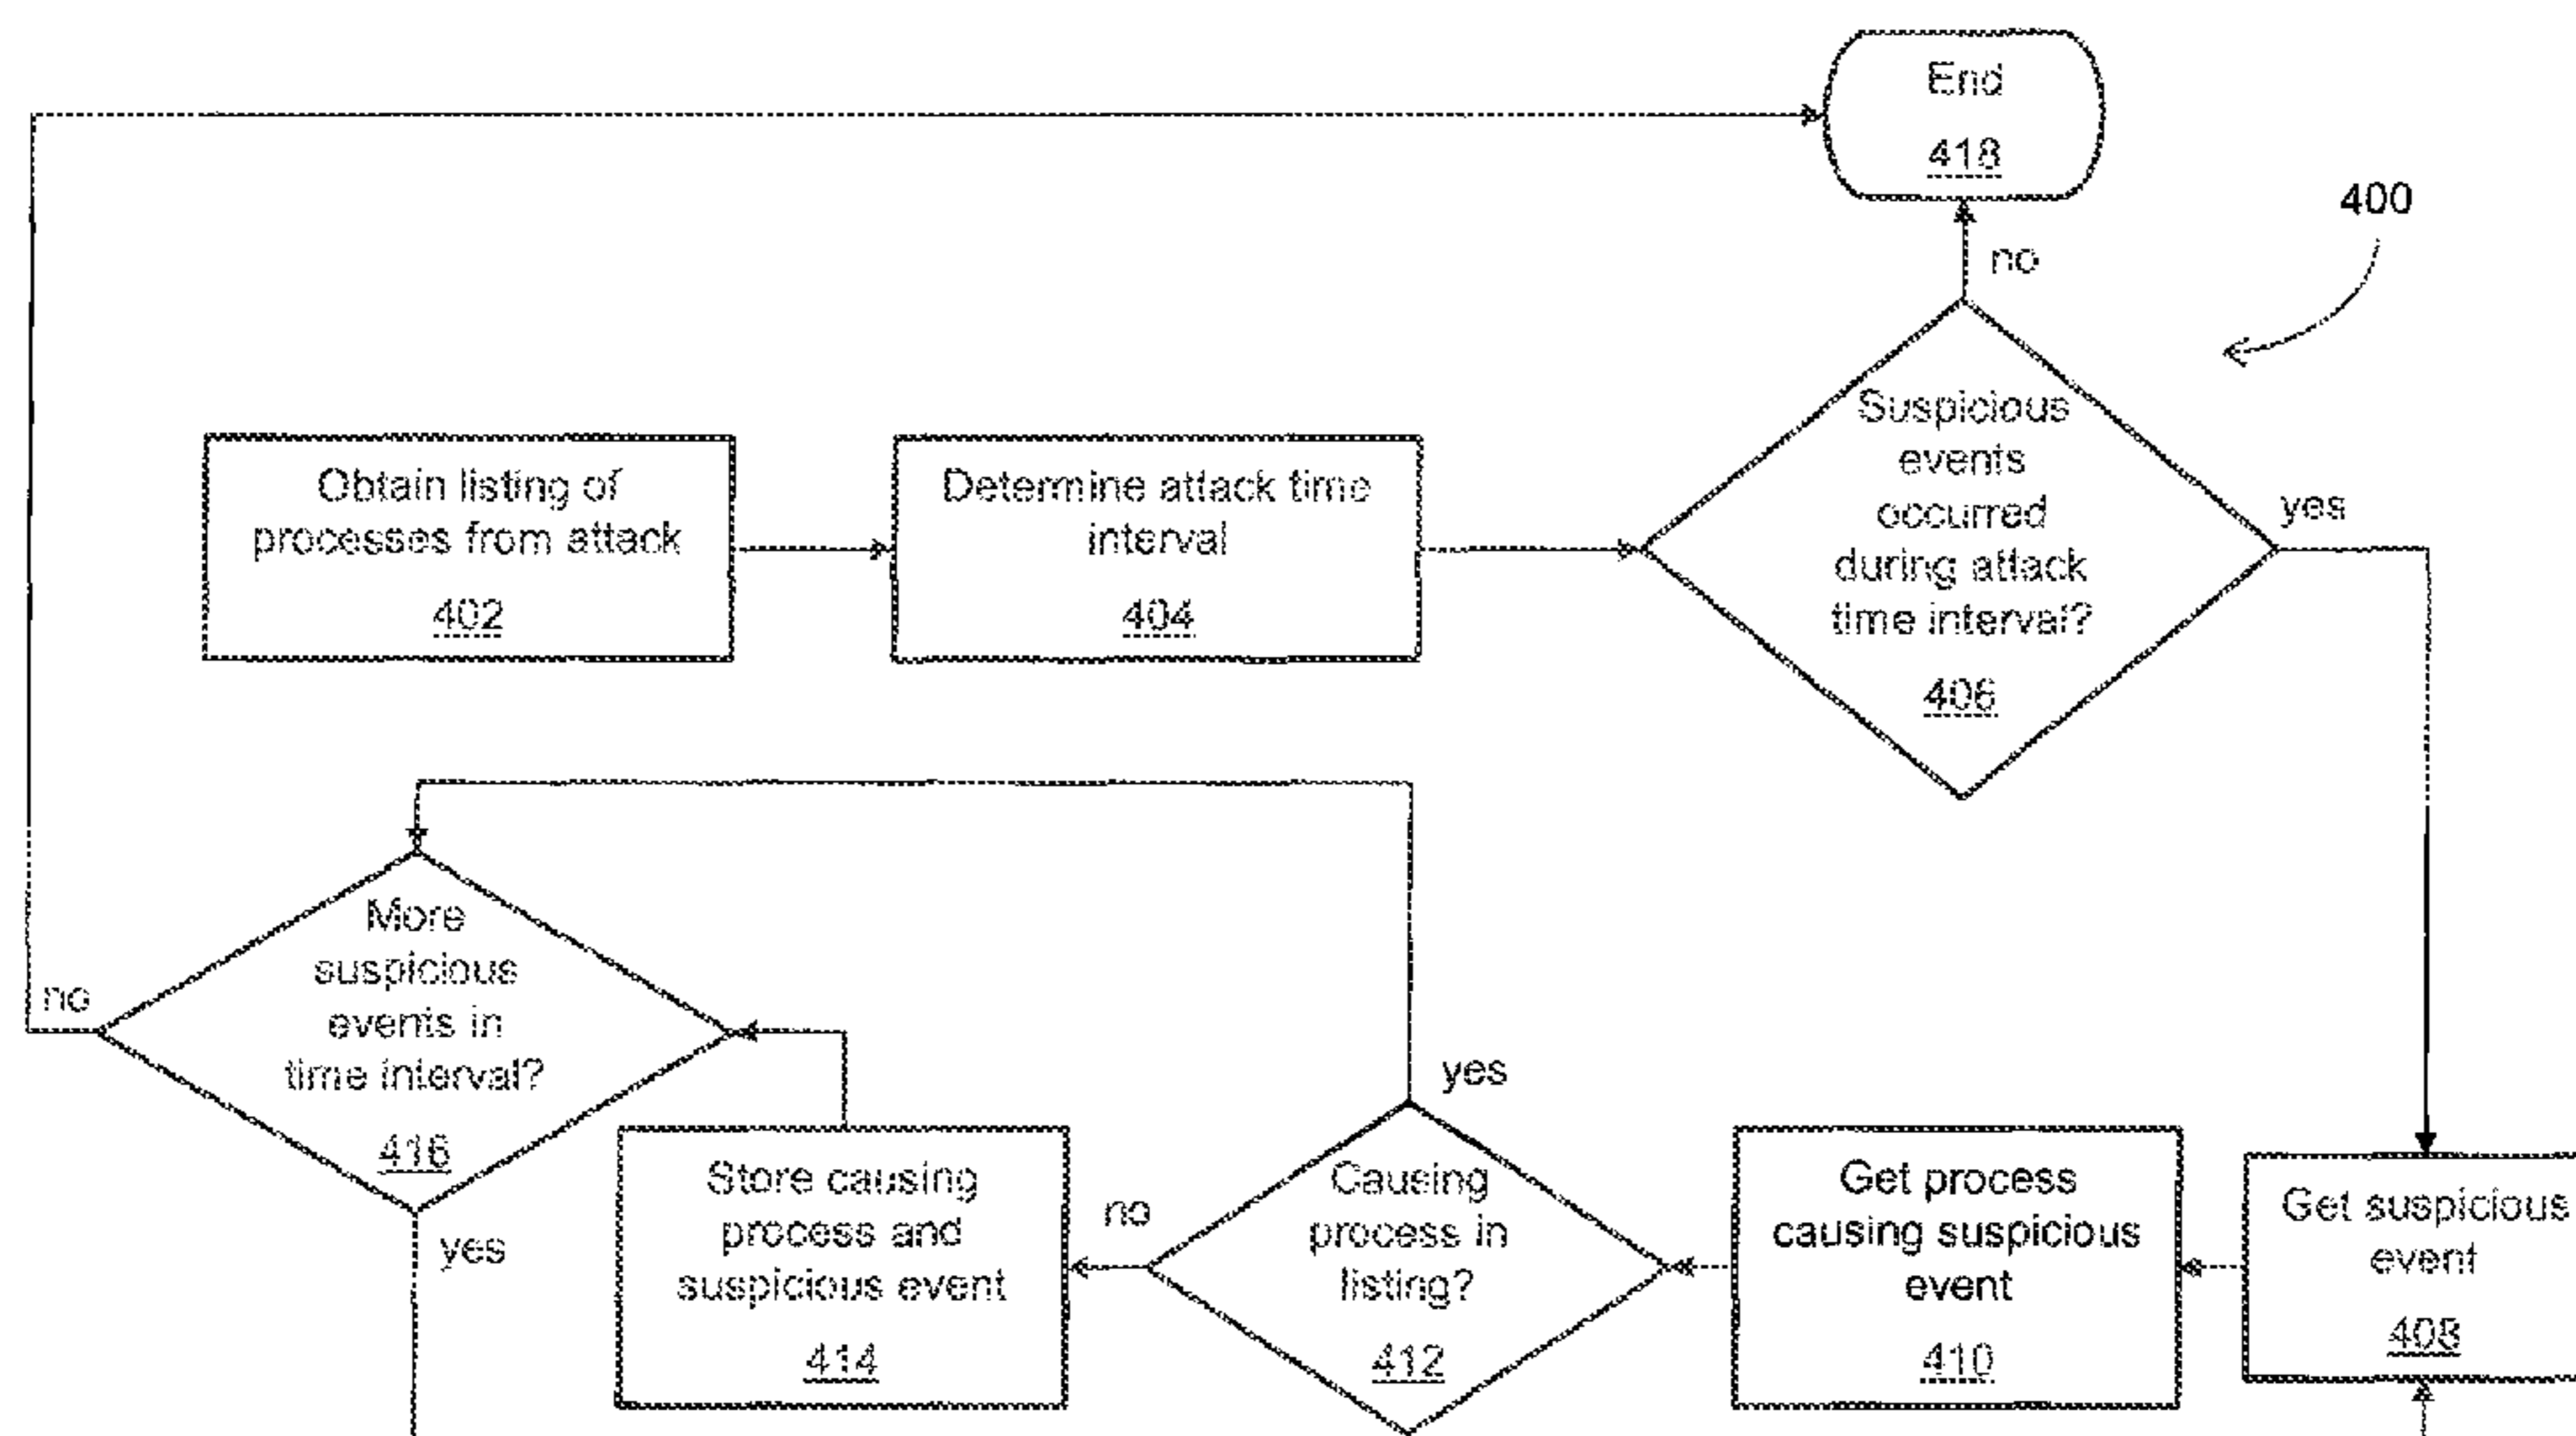 End
418
400
no
Obtain listing of
processes from attack
402
Determine attack time
interval
404
Suspicious
events
occurred
during attack
time interval?
406
yes
More
suspicious
events in
time interval?
416
no
yes
Store causing
process and
suspicious event
414
no
Causing
process in
listing?
412
yes
Get process
causing suspicious
event
410
Get suspicious
event
408